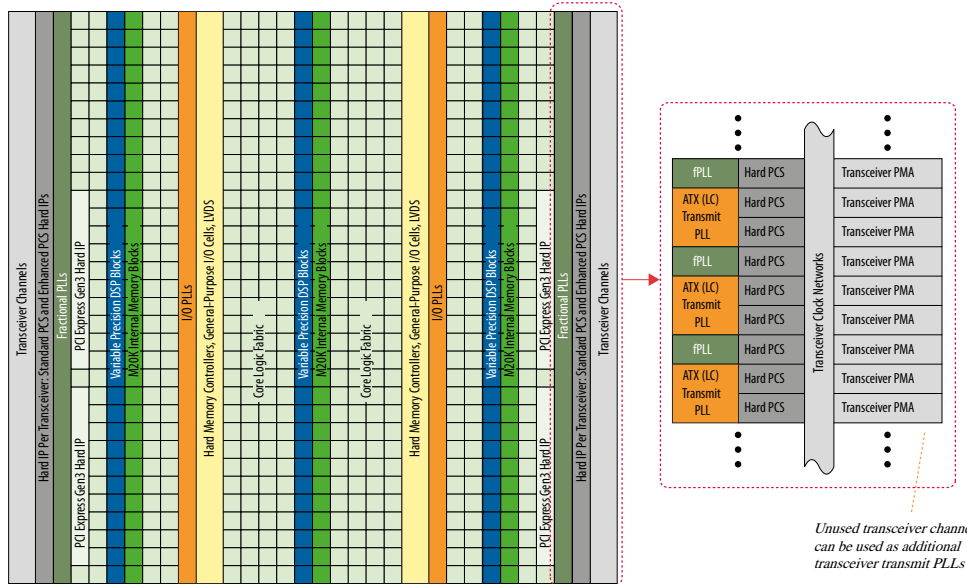 Transceiver Channels
Hard IP Per Transceiver: Standard PCS and Enhanced PCS Hard IPs
Fractional PLLs
PCI Express Gen3 Hard IP
PCI Express Gen3 Hard IP
Variable Precision DSP Blocks
M20K Internal Memory Blocks
I/O PLLs
Hard Memory Controllers, General-Purpose I/O Cells, LVDS
Core Logic Fabric
Variable Precision DSP Blocks
M20K Internal Memory Blocks
Core Logic Fabric
Hard Memory Controllers, General-Purpose I/O Cells, LVDS
I/O PLLs
Variable Precision DSP Blocks
M20K Internal Memory Blocks
PCI Express Gen3 Hard IP
PCI Express Gen3 Hard IP
Fractional PLLs
Hard IP Per Transceiver: Standard PCS and Enhanced PCS Hard IPs
Transceiver Channels
fPLL
ATX (LC)
Transmit
PLL
fPLL
ATX (LC)
Transmit
PLL
fPLL
ATX (LC)
Transmit
PLL
Hard PCS
Hard PCS
Hard PCS
Hard PCS
Hard PCS
Hard PCS
Hard PCS
Hard PCS
Hard PCS
Transceiver Clock Networks
Transceiver PMA
Transceiver PMA
Transceiver PMA
Transceiver PMA
Transceiver PMA
Transceiver PMA
Transceiver PMA
Transceiver PMA
Transceiver PMA
Unused transceiver
can be used as additional
transceiver transmit PLLs